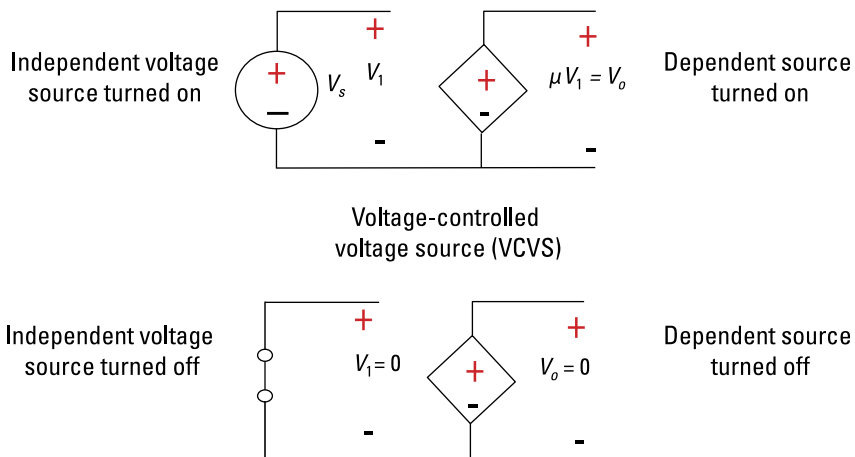 Independent voltage
source turned on
+
−
Vs
+
V1
-
+
-
+
μV1 = Vo
-
Dependent source
turned on
Voltage-controlled
voltage source (VCVS)
Independent voltage
source turned off
+
V1 = 0
-
+
-
+
Vo = 0
-
Dependent source
turned off